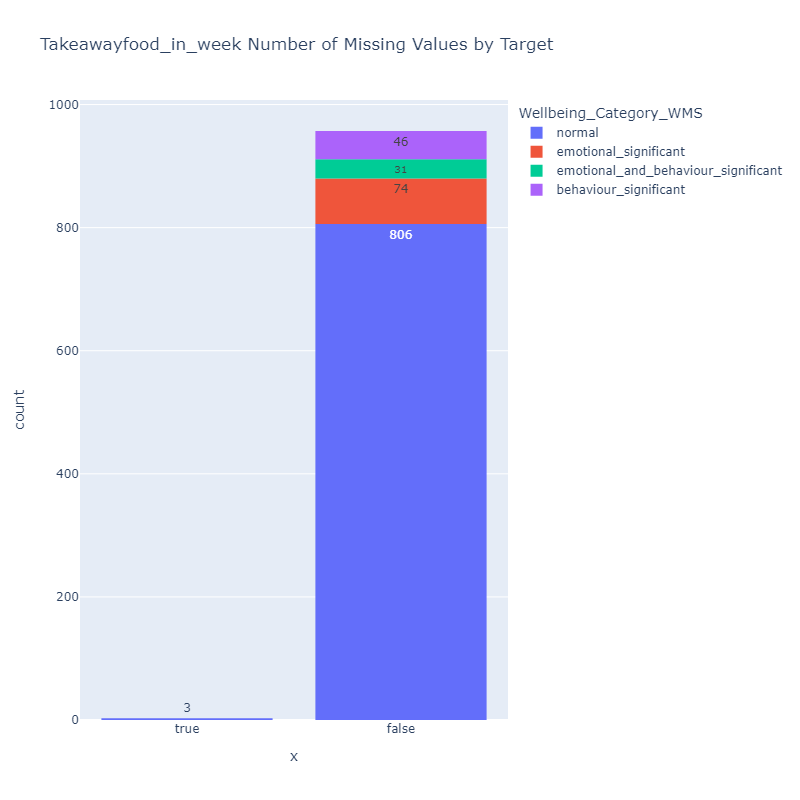 Takeawayfood_in_week Number of Missing Values by Target
Wellbeing_Category_WMS
normal
emotional_significant
emotional_and_behaviour_significant
behaviour_significant
1000
800
600
400
200
0
count
46
31
74
806
3
true
false
x